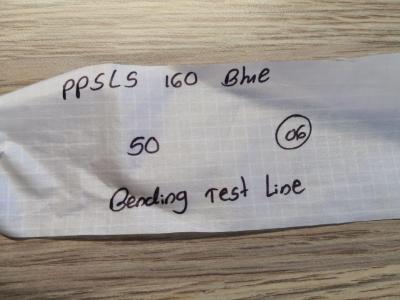 PPSLS 160 Blue
50 06
Bending Test Line